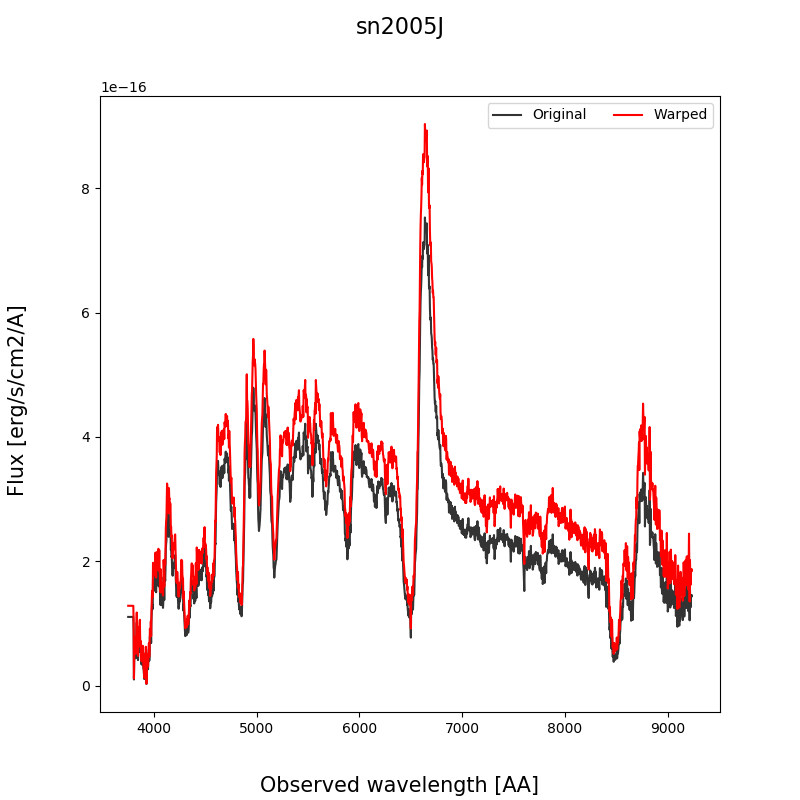 sn2005J
1e−16
Original
Warped
8
6
4
2
0
Flux [erg/s/cm2/A]
4000 5000 6000 7000 8000 9000
Observed wavelength [AA]